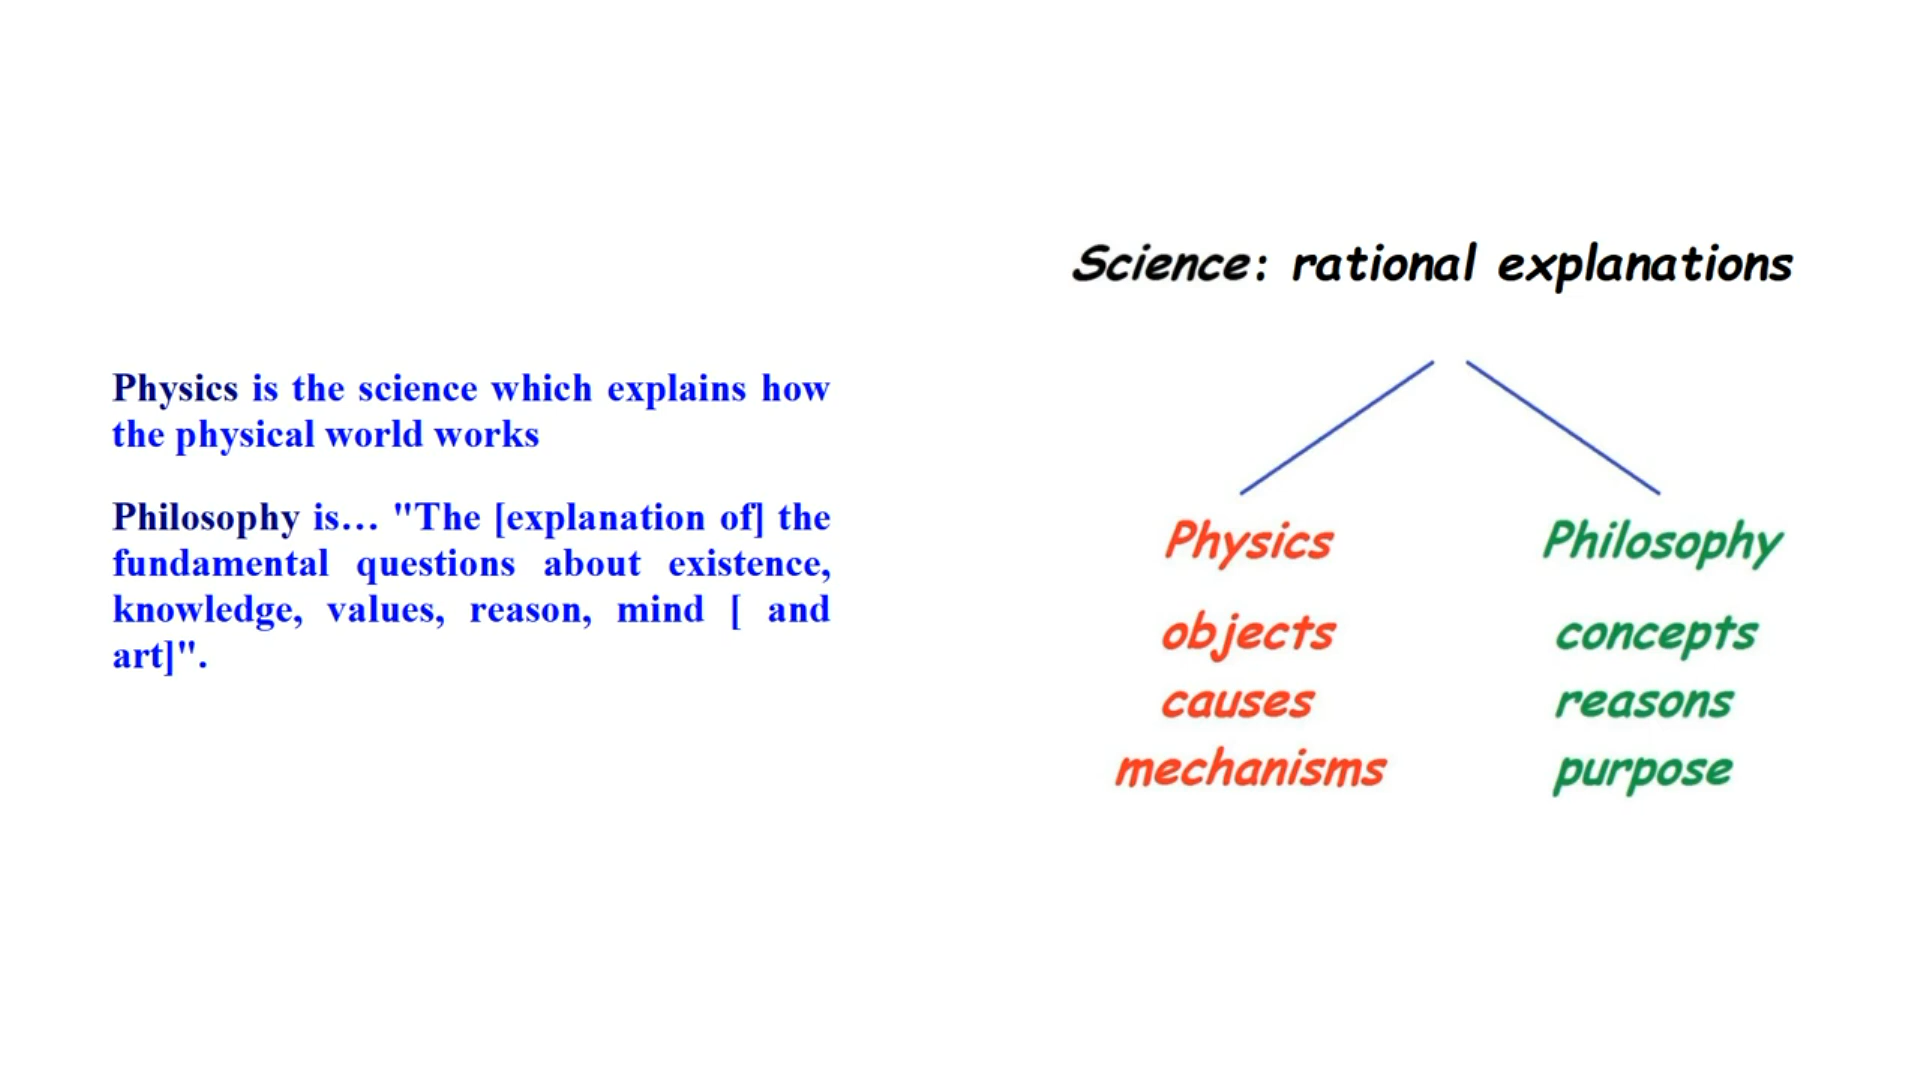 Physics is the science which explains how
the physical world works
Philosophy is... "The [explanation of] the
fundamental questions about existence,
knowledge, values, reason, mind [ and
art]".
Science: rational explanations
Physics
objects
causes
mechanisms
Philosophy
concepts
reasons
purpose